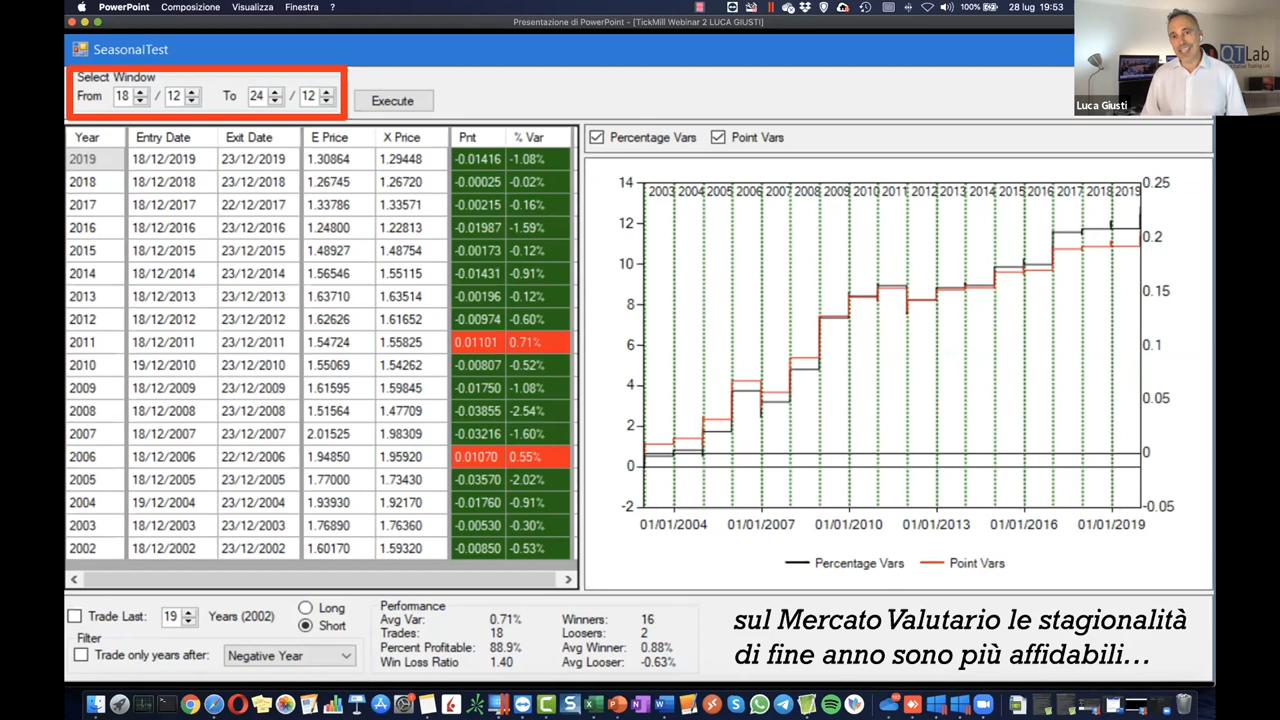 PowerPoint Composizione Visualizza Finestra ? 100% 28 lug 19:53
Presentazione di PowerPoint - [TickMill Webinar 2 LUCA GIUSTI]
SeasonalTest
QTLab
Luca Giusti
Select Window
From 18 / 12 To 24 / 12 Execute
Year Entry Date Exit Date E Price X Price Pnt % Var
2019 18/12/2019 23/12/2019 1.30864 1.29448 -0.01416 -1.08%
2018 18/12/2018 23/12/2018 1.26745 1.26720 -0.00025 -0.02%
2017 18/12/2017 22/12/2017 1.33786 1.33571 -0.00215 -0.16%
2016 18/12/2016 23/12/2016 1.24800 1.22813 -0.01987 -1.59%
2015 18/12/2015 23/12/2015 1.48927 1.48754 -0.00173 -0.12%
2014 18/12/2014 23/12/2014 1.56546 1.55115 -0.01431 -0.91%
2013 18/12/2013 23/12/2013 1.63710 1.63514 -0.00196 -0.12%
2012 18/12/2012 23/12/2012 1.62626 1.61652 -0.00974 -0.60%
2011 18/12/2011 23/12/2011 1.54724 1.55825 0.01101 0.71%
2010 19/12/2010 23/12/2010 1.55069 1.54262 -0.00807 -0.52%
2009 18/12/2009 23/12/2009 1.61595 1.59845 -0.01750 -1.08%
2008 18/12/2008 23/12/2008 1.51564 1.47709 -0.03855 -2.54%
2007 18/12/2007 23/12/2007 2.01525 1.98309 -0.03216 -1.60%
2006 18/12/2006 22/12/2006 1.94850 1.95920 0.01070 0.55%
2005 18/12/2005 23/12/2005 1.77000 1.73430 -0.03570 -2.02%
2004 19/12/2004 23/12/2004 1.93930 1.92170 -0.01760 -0.91%
2003 18/12/2003 23/12/2003 1.76890 1.76360 -0.00530 -0.30%
2002 18/12/2002 23/12/2002 1.60170 1.59320 -0.00850 -0.53%
Percentage Vars Point Vars
2003 2004 2005 2006 2007 2008 2009 2010 2011 2012 2013 2014 2015 2016 2017 2018 2019
14 0.25
12 0.2
10
8 0.15
6 0.1
4 0.05
2
0 0
-2 -0.05
01/01/2004 01/01/2007 01/01/2010 01/01/2013 01/01/2016 01/01/2019
Percentage Vars Point Vars
Trade Last: 19 Years (2002)
Long
Short
Filter
Trade only years after: Negative Year
Performance
Avg Var: 0.71% Winners: 16
Trades: 18 Loosers: 2
Percent Profitable: 88.9% Avg Winner: 0.88%
Win Loss Ratio 1.40 Avg Looser: -0.63%
sul Mercato Valutario le stagionalità
di fine anno sono più affidabili...